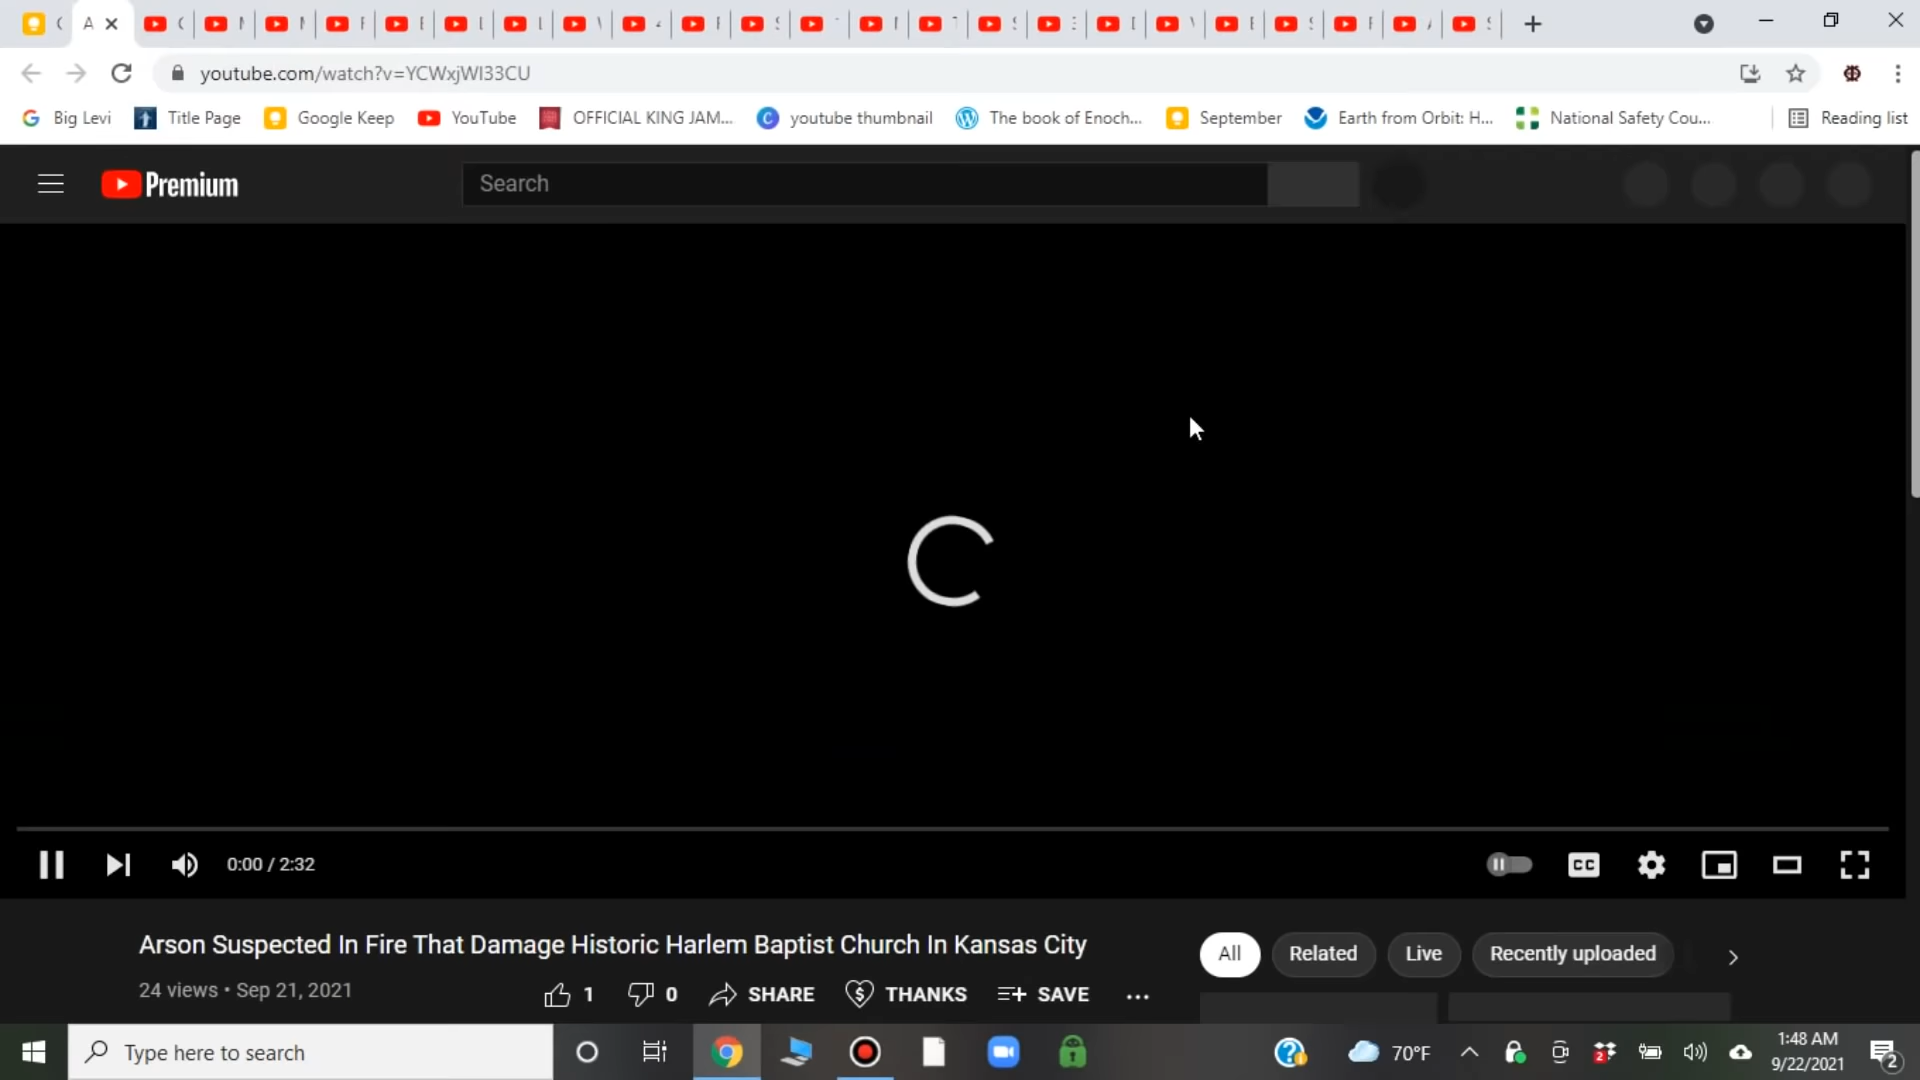 youtube.com/watch?v=YCWxjWI33CU
Big Levi Title Page Google Keep YouTube OFFICIAL KING JAM... youtube thumbnail The book of Enoch... September Earth from Orbit: H... National Safety Cou... Reading list
Premium Search
0:00 / 2:32 CC
Arson Suspected In Fire That Damage Historic Harlem Baptist Church In Kansas City
All Related Live Recently uploaded
24 views • Sep 21, 2021 1 0 SHARE THANKS SAVE
Type here to search 70°F 1:48 AM
9/22/2021 2